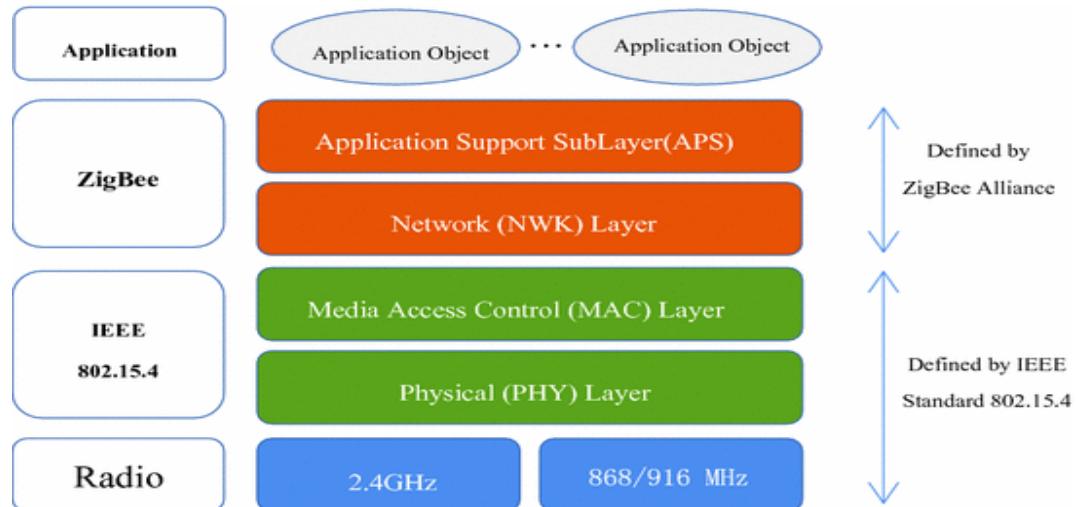 Application
Application Object
...
Application Object
ZigBee
Application Support SubLayer(APS)
Network (NWK) Layer
Defined by
ZigBee Alliance
IEEE
802.15.4
Media Access Control (MAC) Layer
Physical (PHY) Layer
Defined by IEEE
Standard 802.15.4
Radio
2.4GHz
868/916 MHz